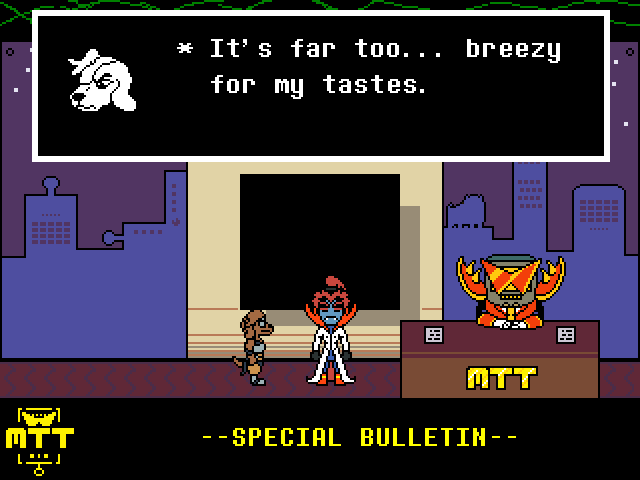 * It's far too... breezy
for my tastes.
MTT
MTT
--SPECIAL BULLETIN--